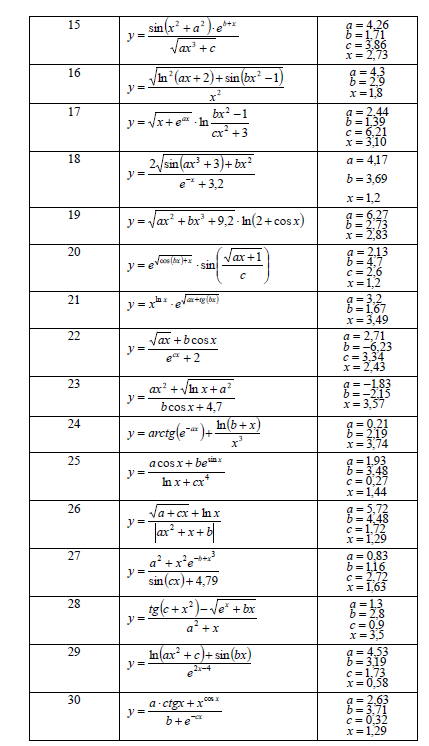 15 y = (sin(x² + a²)·e^(b+x)) / √(ax³ + c) a = 4,26
b = 1,71
c = 3,86
x = 2,73
16 y = √(ln²(ax + 2) + sin(bx² − 1)) / x² a = 4,3
b = 2,9
x = 1,8
17 y = √(x + e^(ax)) · ln (bx² − 1)/(cx² + 3) a = 2,44
b = 1,39
c = 6,21
x = 3,10
18 y = (2√(sin(ax³ + 3) + bx²)) / (e^(−x) + 3,2) a = 4,17
b = 3,69
x = 1,2
19 y = √(ax² + bx³ + 9,2) · ln(2 + cos x) a = 6,27
b = 2,73
x = 2,83
20 y = e^(√(cos(bx)+x)) · sin(√(ax + 1) / c) a = 2,13
b = 4,7
c = 2,6
x = 1,2
21 y = x^(ln x) · e^(√(ax+tg(bx))) a = 3,2
b = 1,67
x = 3,49
22 y = (√(ax) + b cos x) / (e^(cx) + 2) a = 2,71
b = −6,23
c = 3,34
x = 2,43
23 y = (ax² + √(ln x + a²)) / (b cos x + 4,7) a = −1,83
b = −2,15
x = 3,57
24 y = arctg(e^(−ax)) + ln(b + x) / x³ a = 0,21
b = 2,19
x = 3,74
25 y = (a cos x + be^(sin x)) / (ln x + cx⁴) a = 1,93
b = 3,48
c = 0,27
x = 1,44
26 y = (√(a + cx) + ln x) / |ax² + x + b| a = 5,72
b = 4,48
c = 1,72
x = 1,29
27 y = (a² + x²e^(−b+x³)) / (sin(cx) + 4,79) a = 0,83
b = 1,16
c = 2,72
x = 1,63
28 y = (tg(c + x²) − √(e^x + bx)) / (a² + x) a = 1,3
b = 2,8
c = 0,9
x = 3,5
29 y = (ln(ax² + c) + sin(bx)) / e^(2x−4) a = 4,53
b = 3,19
c = 1,73
x = 0,58
30 y = (a · ctgx + x^(cos x)) / (b + e^(−cx)) a = 2,63
b = 3,71
c = 0,32
x = 1,29